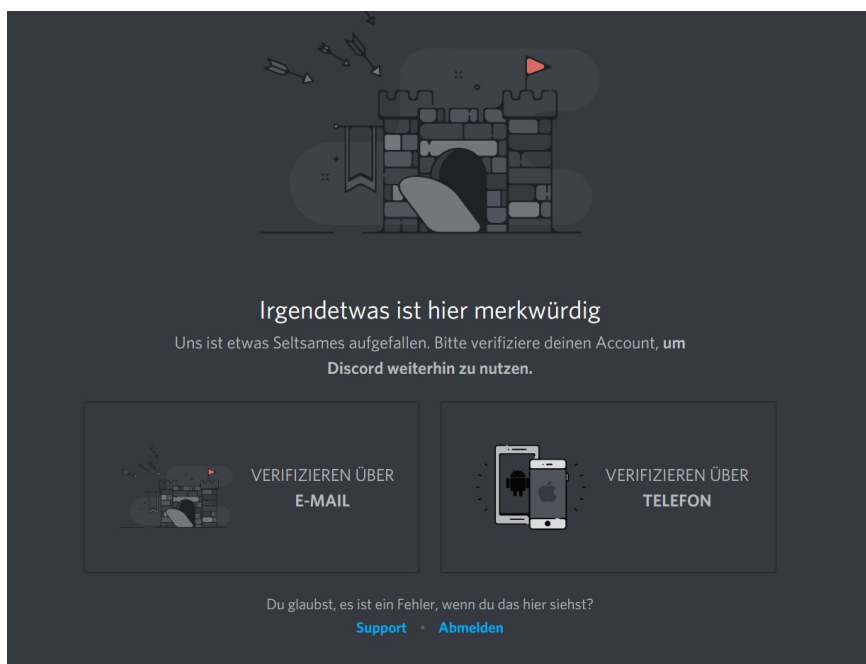 Irgendetwas ist hier merkwürdig
Uns ist etwas Seltsames aufgefallen. Bitte verifiziere deinen Account, um
Discord weiterhin zu nutzen.
VERIFIZIEREN ÜBER
E-MAIL
VERIFIZIEREN ÜBER
TELEFON
Du glaubst, es ist ein Fehler, wenn du das hier siehst?
Support • Abmelden